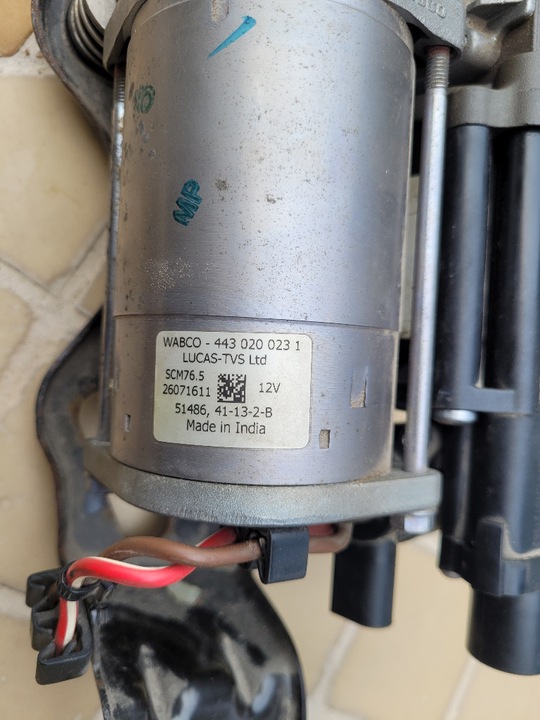 MP
WABCO - 443 020 023 1
LUCAS-TVS Ltd
SCM76.5
26071611
12V
51486, 41-13-2-B
Made in India